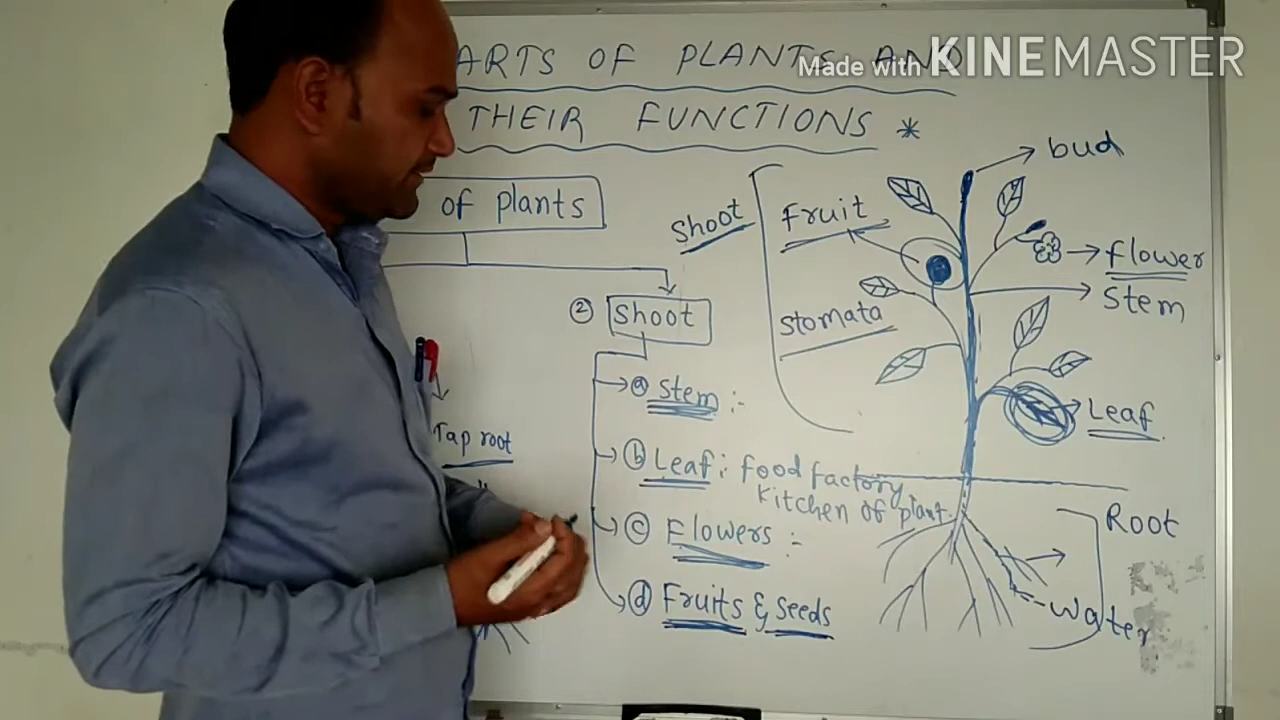 ARTS OF PLANTS AND
Made with KINEMASTER
THEIR FUNCTIONS *
of plants
② Shoot
ⓐ Stem :-
ⓑ Leaf : food factory
Kitchen of plant
ⓒ Flowers :-
ⓓ Fruits & Seeds
Tap root
Shoot
Fruit
Stomata
bud
flower
Stem
Leaf
Root
Water